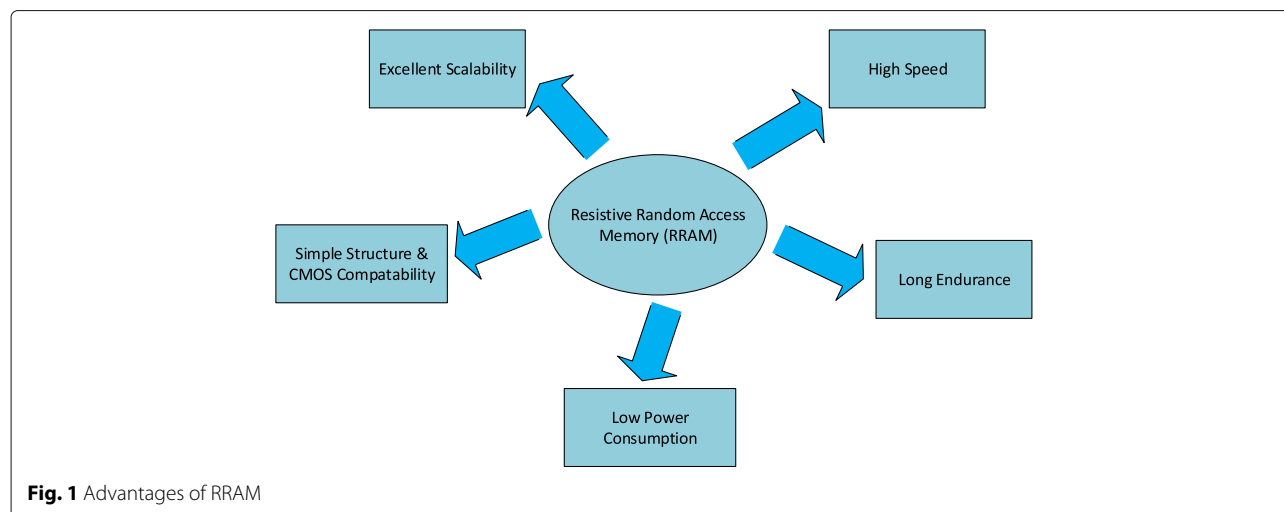 Excellent Scalability
High Speed
Resistive Random Access
Memory (RRAM)
Simple Structure &
CMOS Compatability
Long Endurance
Low Power
Consumption
Fig. 1 Advantages of RRAM